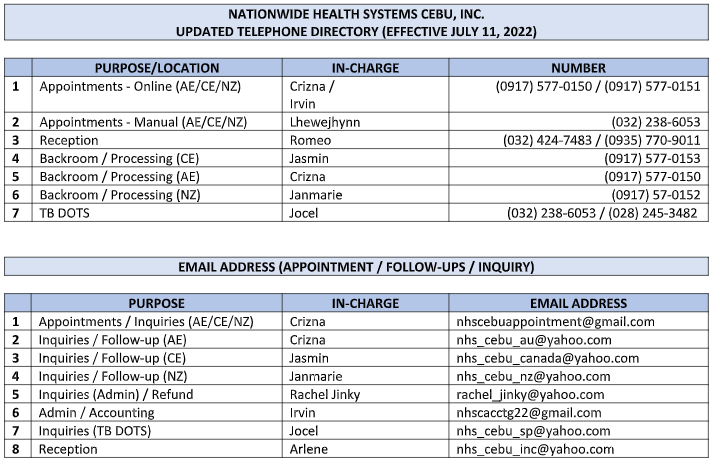 NATIONWIDE HEALTH SYSTEMS CEBU, INC.
UPDATED TELEPHONE DIRECTORY (EFFECTIVE JULY 11, 2022)
PURPOSE/LOCATION IN-CHARGE NUMBER
1 Appointments - Online (AE/CE/NZ) Crizna / (0917) 577-0150 / (0917) 577-0151
Irvin
2 Appointments - Manual (AE/CE/NZ) Lhewejhynn (032) 238-6053
3 Reception Romeo (032) 424-7483 / (0935) 770-9011
4 Backroom / Processing (CE) Jasmin (0917) 577-0153
5 Backroom / Processing (AE) Crizna (0917) 577-0150
6 Backroom / Processing (NZ) Janmarie (0917) 57-0152
7 TB DOTS Jocel (032) 238-6053 / (028) 245-3482
EMAIL ADDRESS (APPOINTMENT / FOLLOW-UPS / INQUIRY)
PURPOSE IN-CHARGE EMAIL ADDRESS
1 Appointments / Inquiries (AE/CE/NZ) Crizna nhscebuappointment@gmail.com
2 Inquiries / Follow-up (AE) Crizna nhs_cebu_au@yahoo.com
3 Inquiries / Follow-up (CE) Jasmin nhs_cebu_canada@yahoo.com
4 Inquiries / Follow-up (NZ) Janmarie nhs_cebu_nz@yahoo.com
5 Inquiries (Admin) / Refund Rachel Jinky rachel_jinky@yahoo.com
6 Admin / Accounting Irvin nhscacctg22@gmail.com
7 Inquiries (TB DOTS) Jocel nhs_cebu_sp@yahoo.com
8 Reception Arlene nhs_cebu_inc@yahoo.com